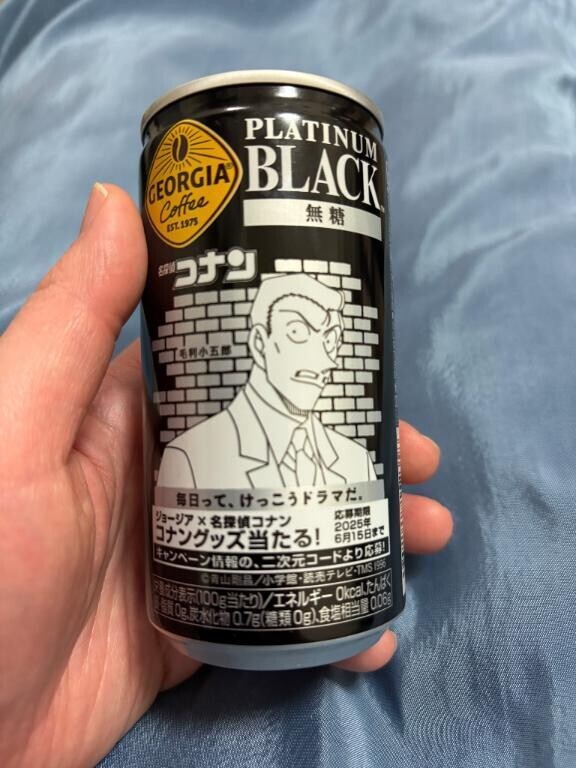 PLATINUM
BLACK
無糖
GEORGIA®
Coffee
EST.1975
名探偵コナン
毛利小五郎
毎日って、けっこうドラマだ。
ジョージア×名探偵コナン
コナングッズ当たる!
応募期限
2025年
6月15日まで
キャンペーン情報の、二次元コードより応募!
©青山剛昌/小学館・読売テレビ・TMS 1996
栄養成分表示(100g当たり)/エネルギー 0kcal、たんぱく
脂質 0g、炭水化物 0.7g(糖類 0g)、食塩相当量 0.06g